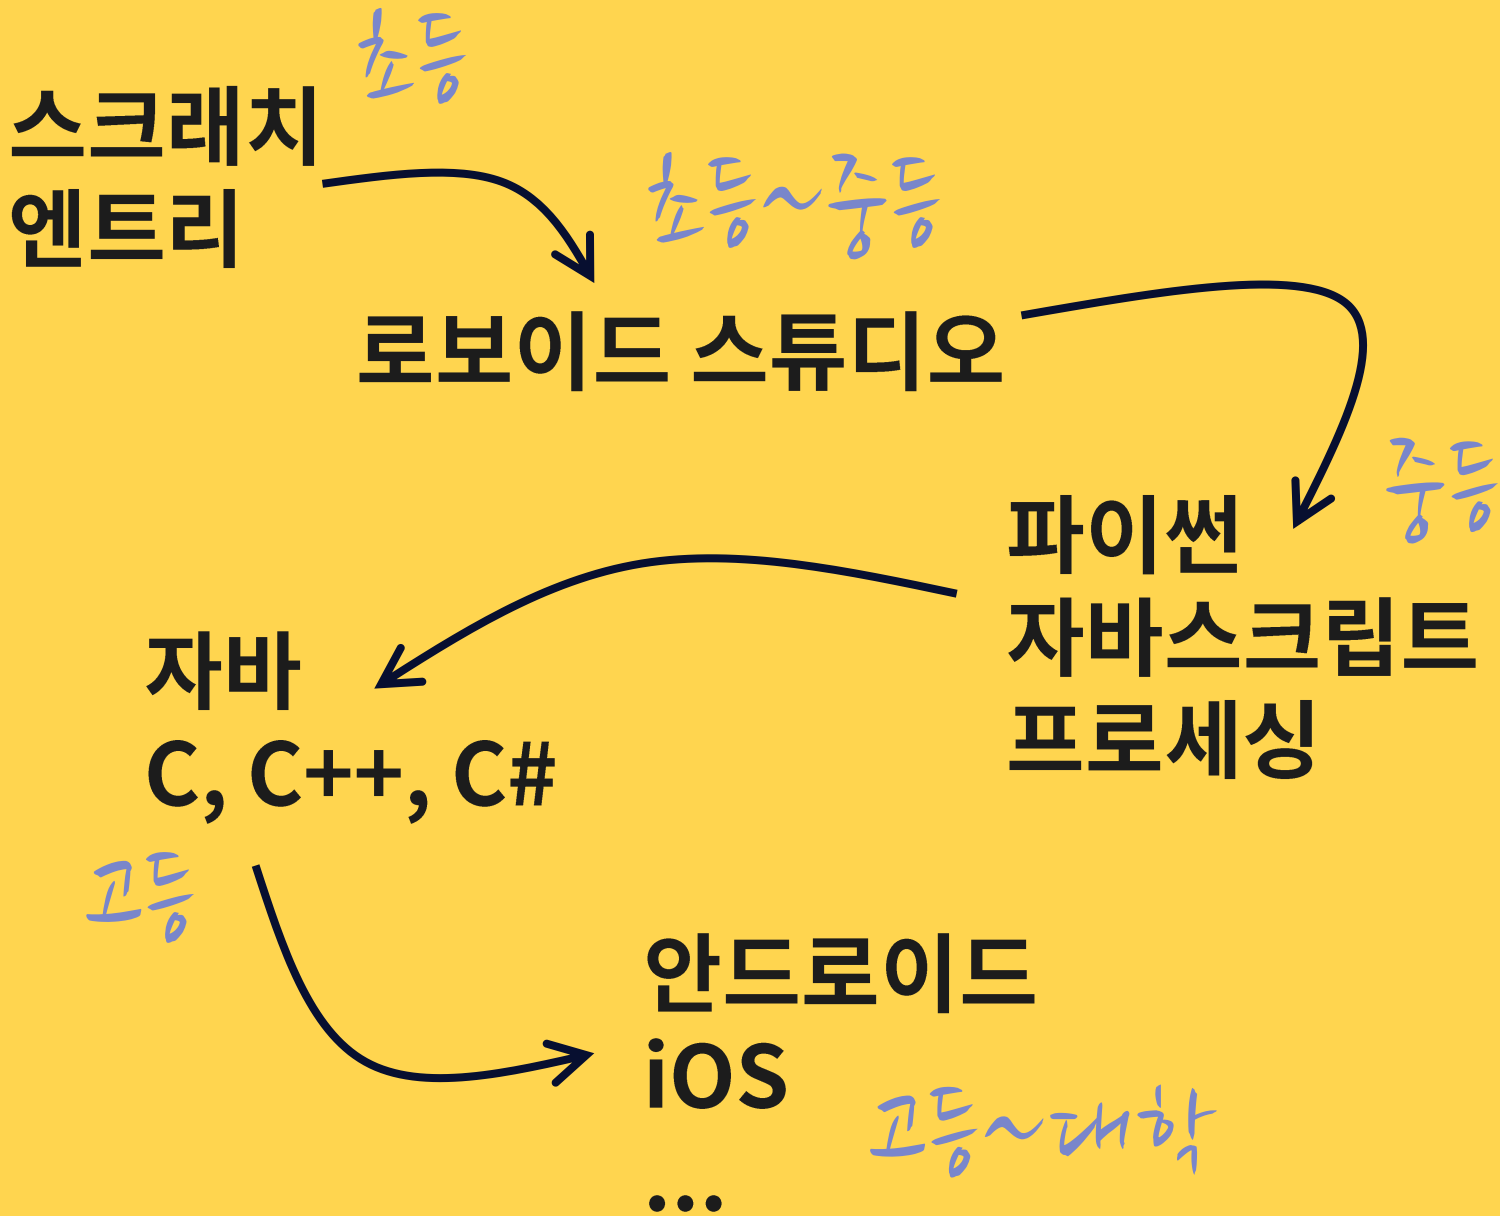 초등
스크래치
엔트리
초등~중등
로보이드 스튜디오
중등
파이썬
자바스크립트
프로세싱
자바
C, C++, C#
고등
안드로이드
iOS
고등~대학
...